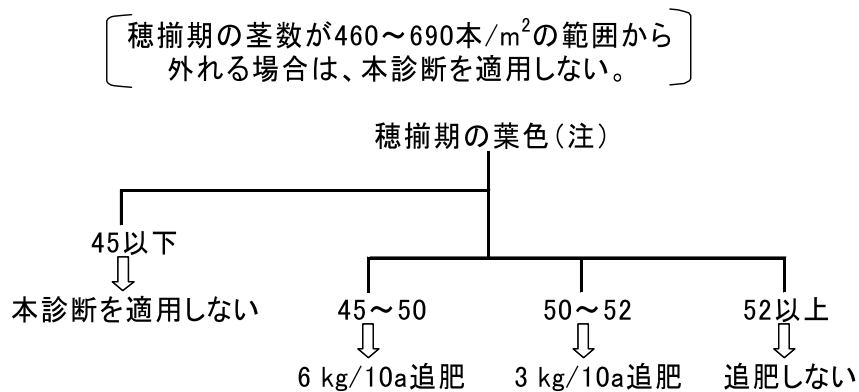 穂揃期の茎数が460～690本/m²の範囲から
外れる場合は、本診断を適用しない。
穂揃期の葉色(注)
45以下
本診断を適用しない
45～50
50～52
52以上
6 kg/10a追肥
3 kg/10a追肥
追肥しない